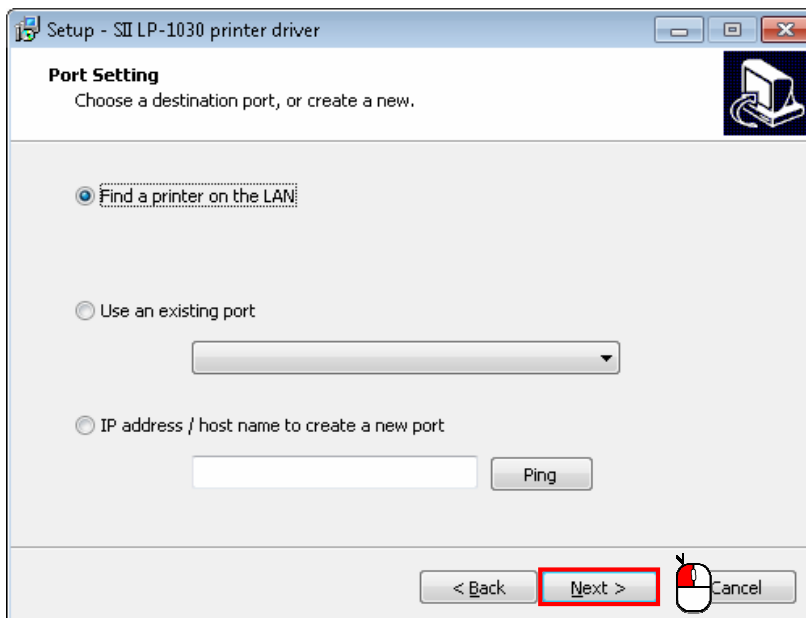 Setup - SII LP-1030 printer driver
Port Setting
Choose a destination port, or create a new.
Find a printer on the LAN
Use an existing port
IP address / host name to create a new port
Ping
< Back
Next >
Cancel